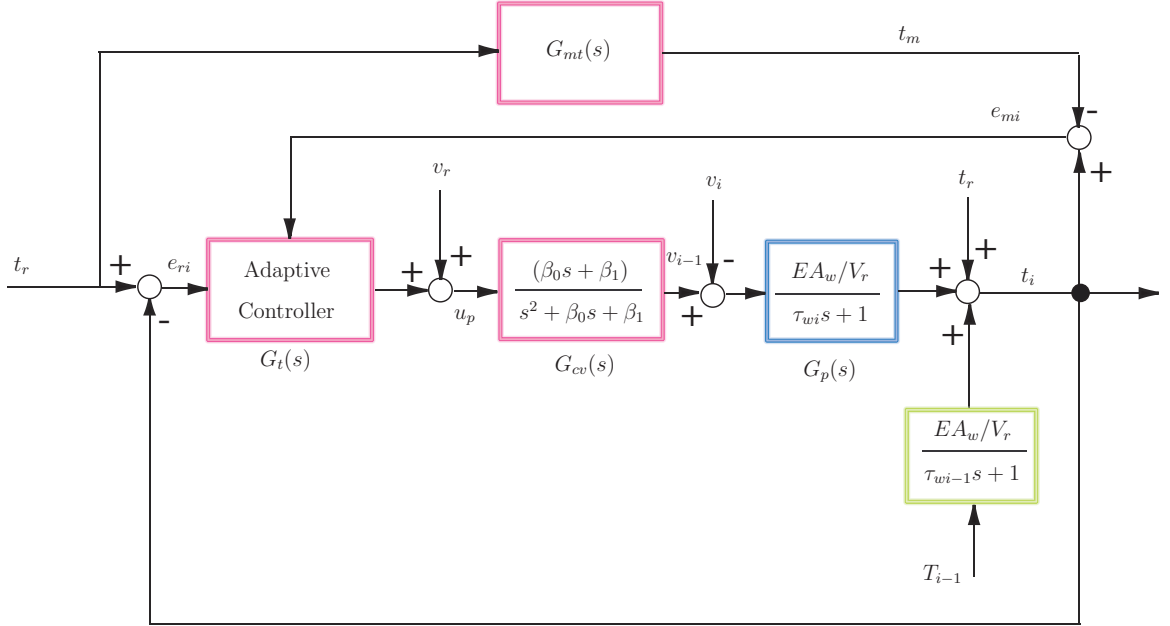 G_{mt}(s)
t_m
-
e_{mi}
+
v_r
v_i
t_r
t_r
+
e_{ri}
-
Adaptive
Controller
G_t(s)
+
+
u_p
(β_0 s + β_1)
s^2 + β_0 s + β_1
G_{cv}(s)
v_{i-1}
-
+
EA_w/V_r
τ_{wi} s + 1
G_p(s)
+
+
+
t_i
EA_w/V_r
τ_{wi-1} s + 1
T_{i-1}